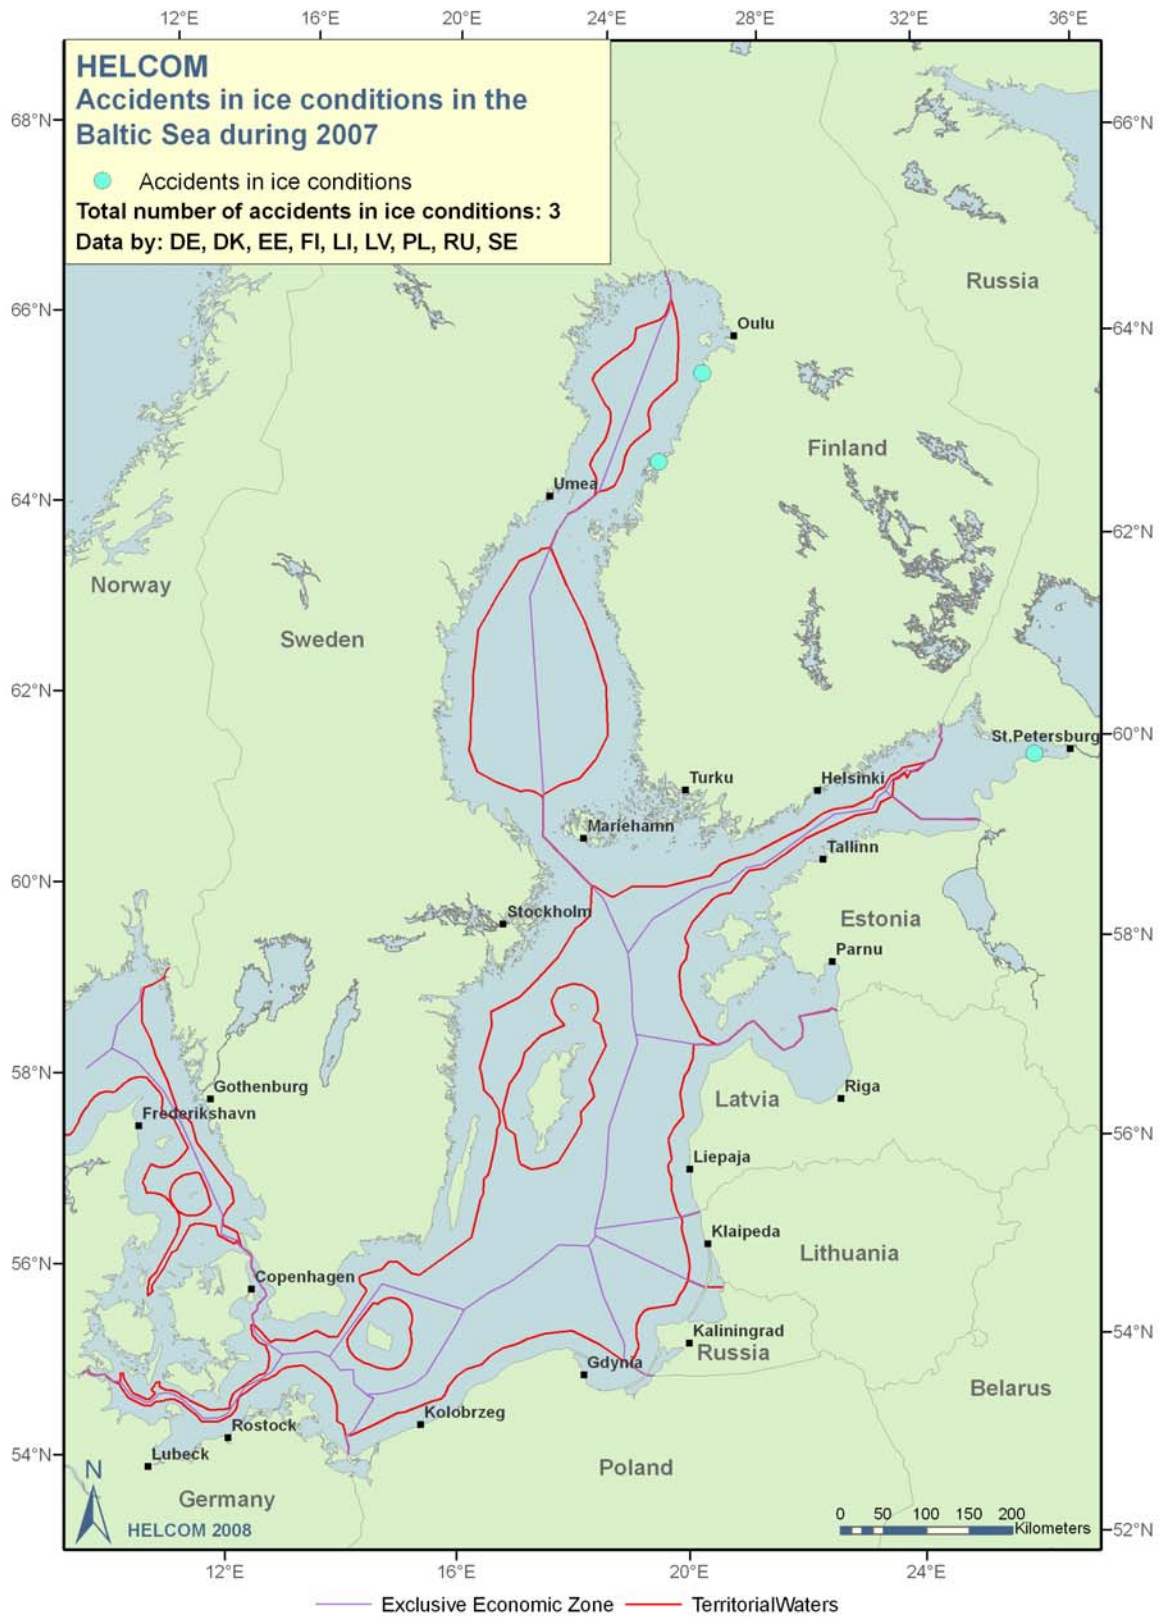 12°E 16°E 20°E 24°E 28°E 32°E 36°E
HELCOM
Accidents in ice conditions in the
Baltic Sea during 2007
Accidents in ice conditions
Total number of accidents in ice conditions: 3
Data by: DE, DK, EE, FI, LI, LV, PL, RU, SE
68°N
66°N
Russia
66°N
Oulu
64°N
Finland
Umea
64°N
62°N
Norway
Sweden
62°N
60°N
St.Petersburg
Turku
Helsinki
Mariehamn
Tallinn
60°N
Stockholm
Estonia
58°N
Parnu
58°N
Gothenburg
Riga
Latvia
Frederikshavn
56°N
Liepaja
Klaipeda
Lithuania
56°N
Copenhagen
Kaliningrad
54°N
Russia
Gdynia
Belarus
Kolobrzeg
Rostock
54°N
Lubeck
Poland
N
Germany
0 50 100 150 200
Kilometers
HELCOM 2008
52°N
12°E 16°E 20°E 24°E
Exclusive Economic Zone TerritorialWaters